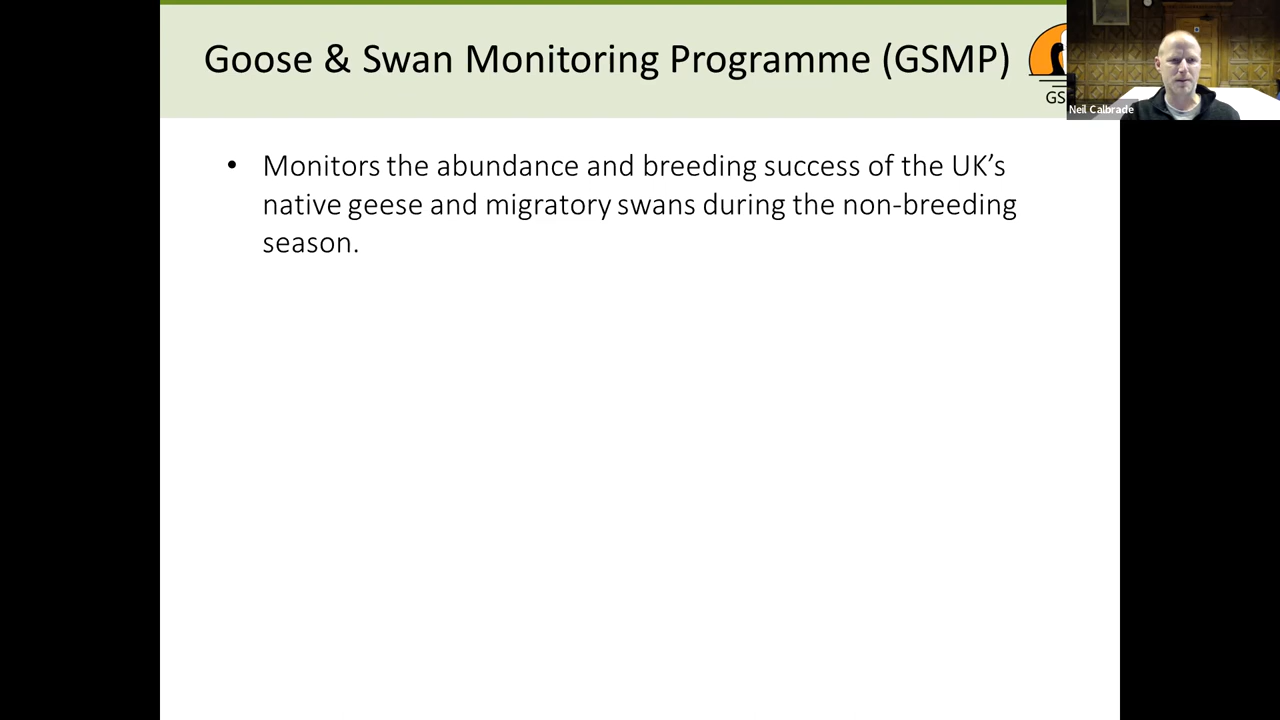 Goose & Swan Monitoring Programme (GSMP)
GS
Neil Calbrade
• Monitors the abundance and breeding success of the UK’s
native geese and migratory swans during the non-breeding
season.